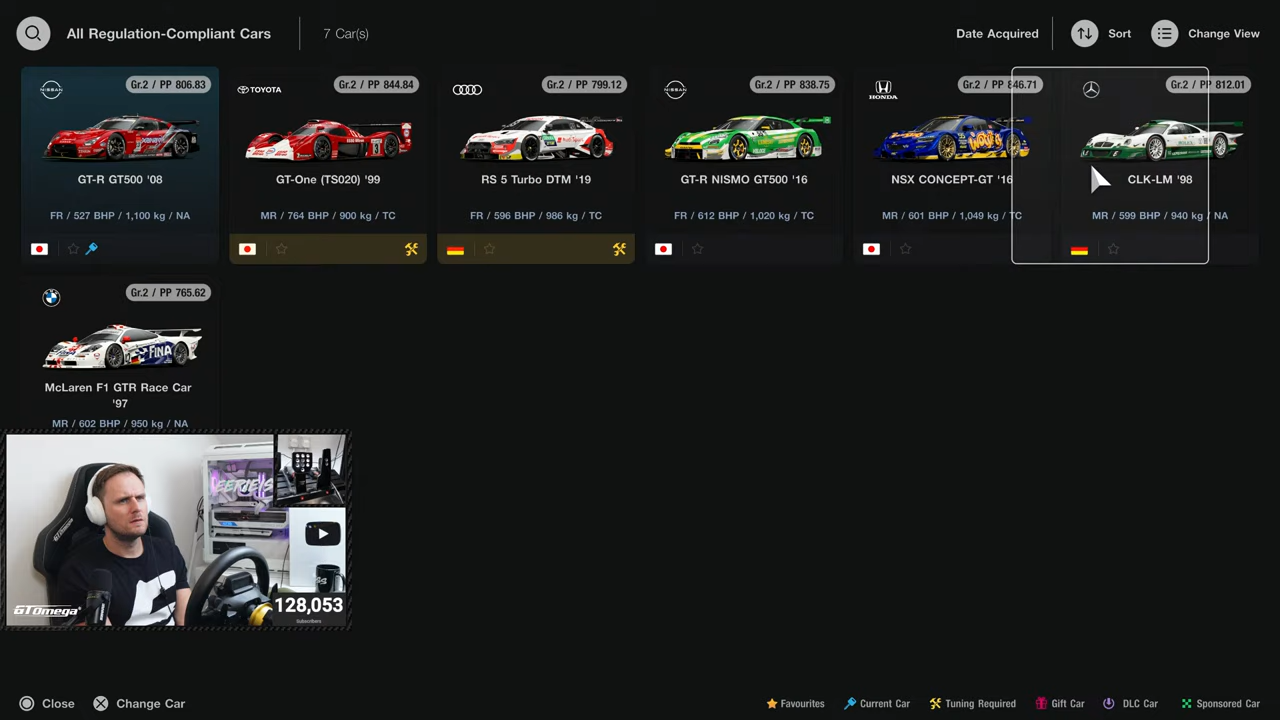 All Regulation-Compliant Cars
7 Car(s)
Date Acquired
Sort
Change View
Gr.2 / PP 806.83
NISSAN
GT-R GT500 '08
FR / 527 BHP / 1,100 kg / NA
Gr.2 / PP 844.84
TOYOTA
GT-One (TS020) '99
MR / 764 BHP / 900 kg / TC
Gr.2 / PP 799.12
RS 5 Turbo DTM '19
FR / 596 BHP / 986 kg / TC
Gr.2 / PP 838.75
NISSAN
GT-R NISMO GT500 '16
FR / 612 BHP / 1,020 kg / TC
Gr.2 / PP 846.71
HONDA
NSX CONCEPT-GT '16
MR / 601 BHP / 1,049 kg / TC
Gr.2 / PP 812.01
CLK-LM '98
MR / 599 BHP / 940 kg / NA
Gr.2 / PP 765.62
FINA
McLaren F1 GTR Race Car
'97
MR / 602 BHP / 950 kg / NA
GTOmega
128,053
Subscribers
Close
Change Car
Favourites
Current Car
Tuning Required
Gift Car
DLC Car
Sponsored Car